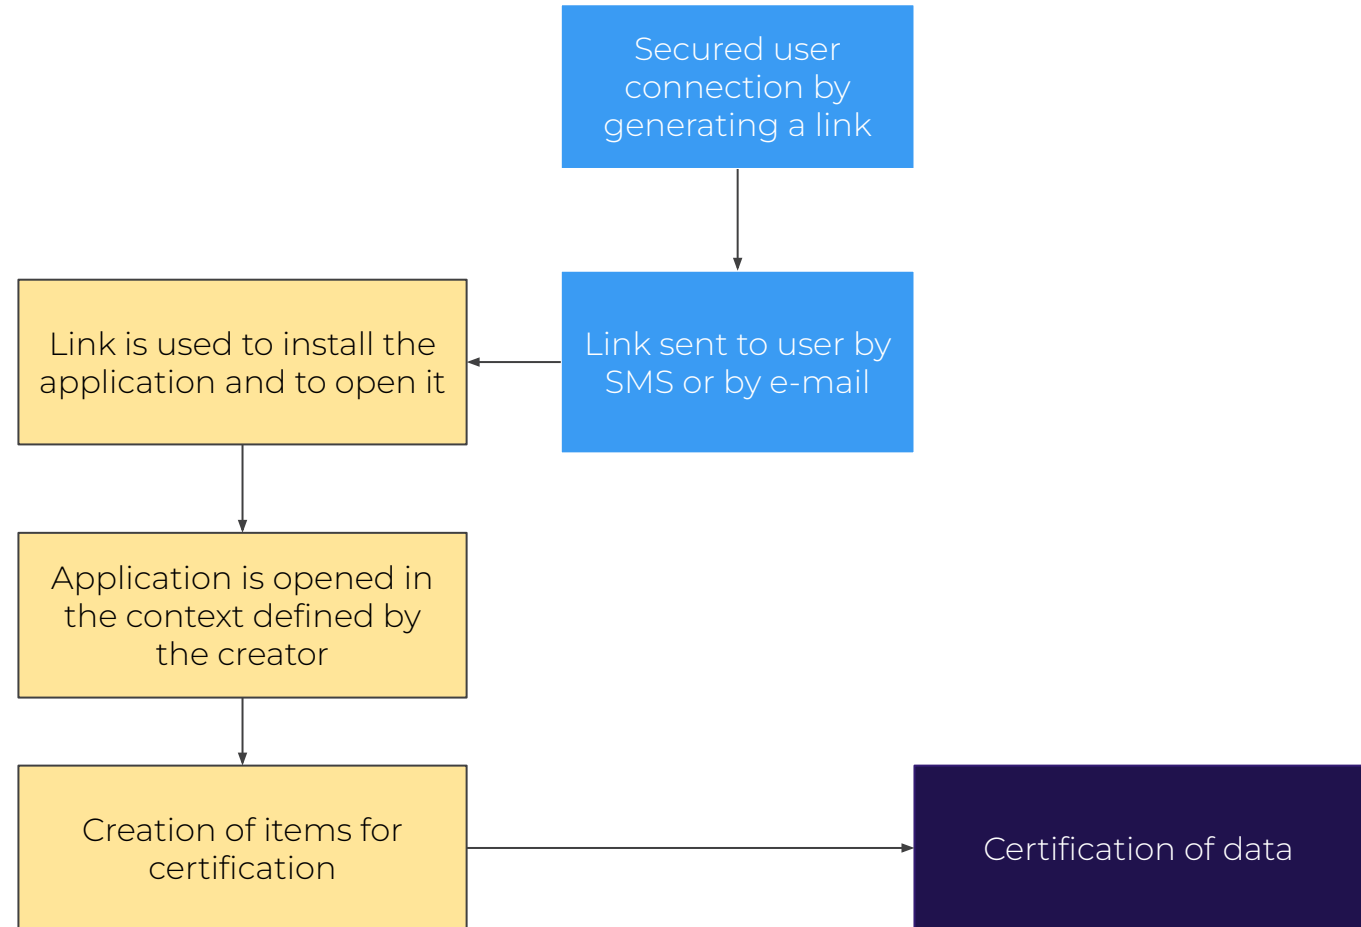 Secured user
connection by
generating a link
Link sent to user by
SMS or by e-mail
Link is used to install the
application and to open it
Application is opened in
the context defined by
the creator
Creation of items for
certification
Certification of data